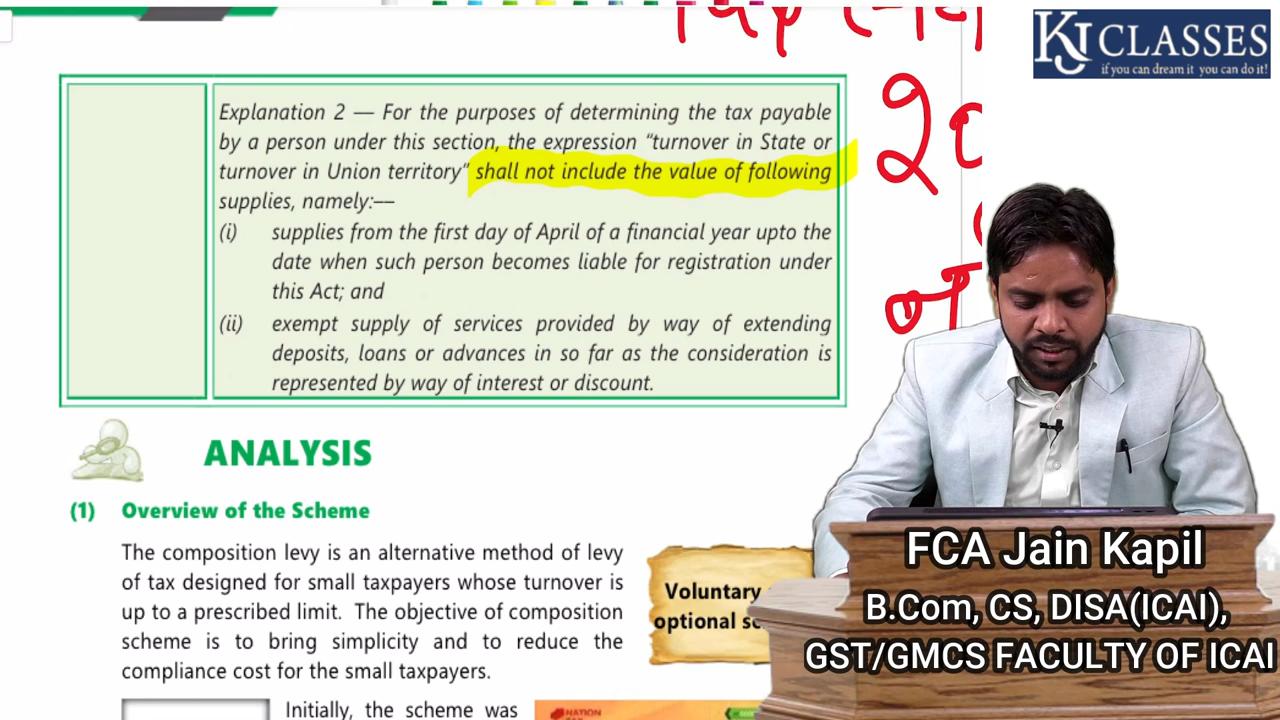 KJ CLASSES
if you can dream it you can do it!
Explanation 2 — For the purposes of determining the tax payable
by a person under this section, the expression “turnover in State or
turnover in Union territory” shall not include the value of following
supplies, namely:—
(i) supplies from the first day of April of a financial year upto the
date when such person becomes liable for registration under
this Act; and
(ii) exempt supply of services provided by way of extending
deposits, loans or advances in so far as the consideration is
represented by way of interest or discount.
ANALYSIS
(1) Overview of the Scheme
The composition levy is an alternative method of levy
of tax designed for small taxpayers whose turnover is
up to a prescribed limit. The objective of composition
scheme is to bring simplicity and to reduce the
compliance cost for the small taxpayers.
Voluntary
optional
Initially, the scheme was
NATION
FCA Jain Kapil
B.Com, CS, DISA(ICAI),
GST/GMCS FACULTY OF ICAI